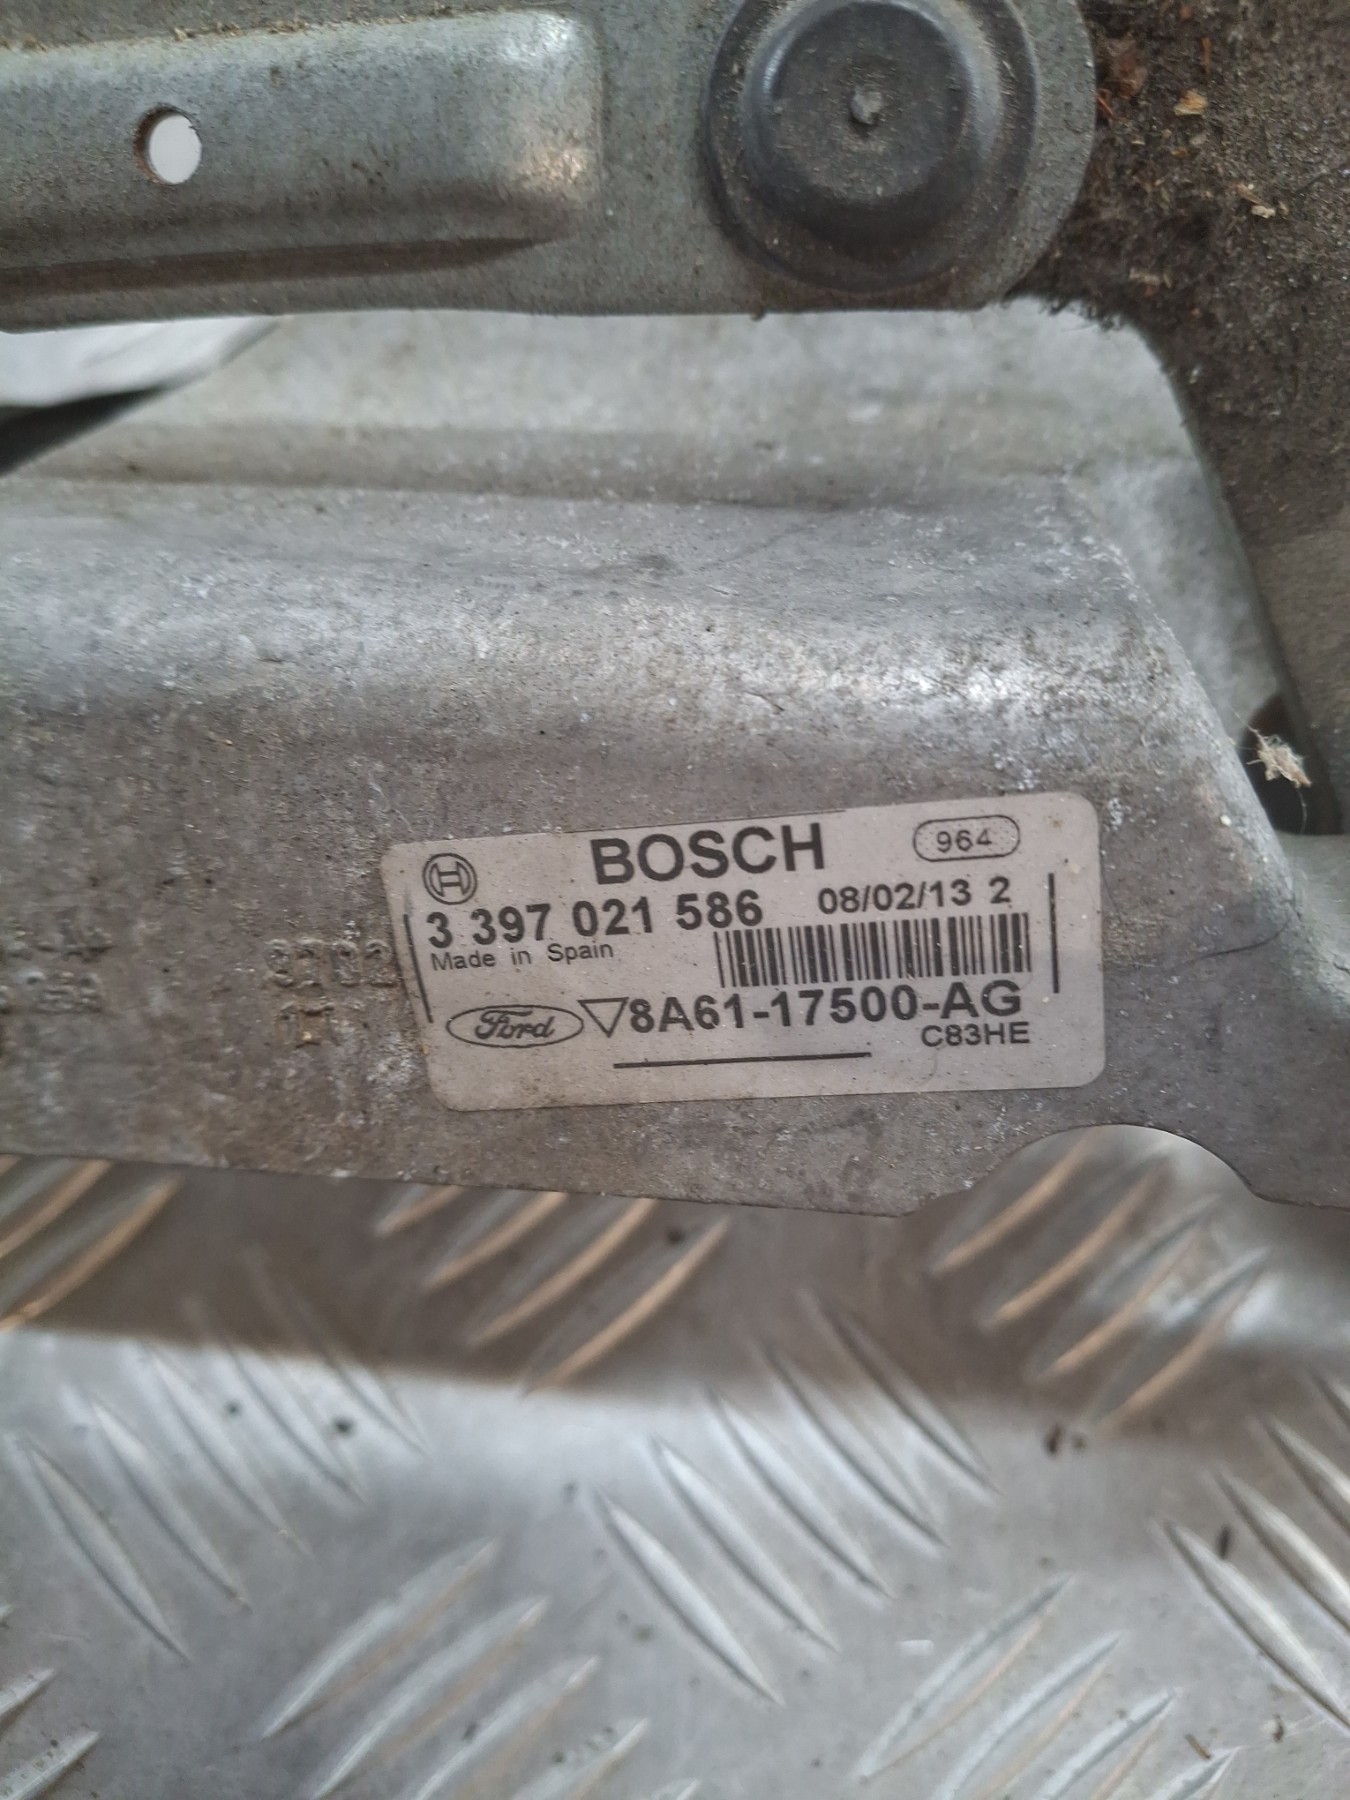 BOSCH 964
3 397 021 586 08/02/13 2
Made in Spain
Ford ▽8A61-17500-AG
C83HE